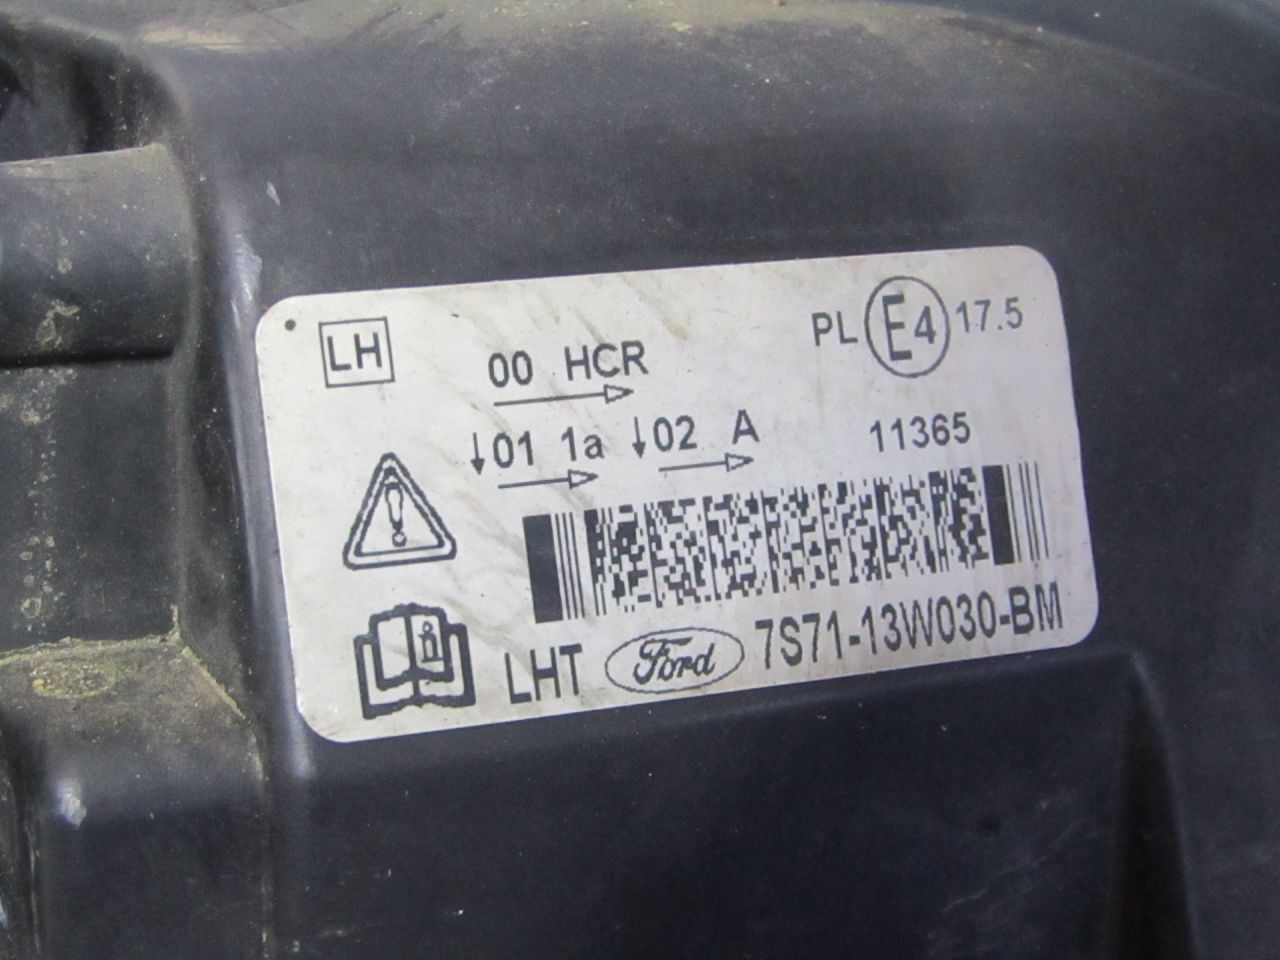 LH
00 HCR
PL E4 17.5
↓01 1a ↓02 A
11365
LHT Ford 7S71-13W030-BM